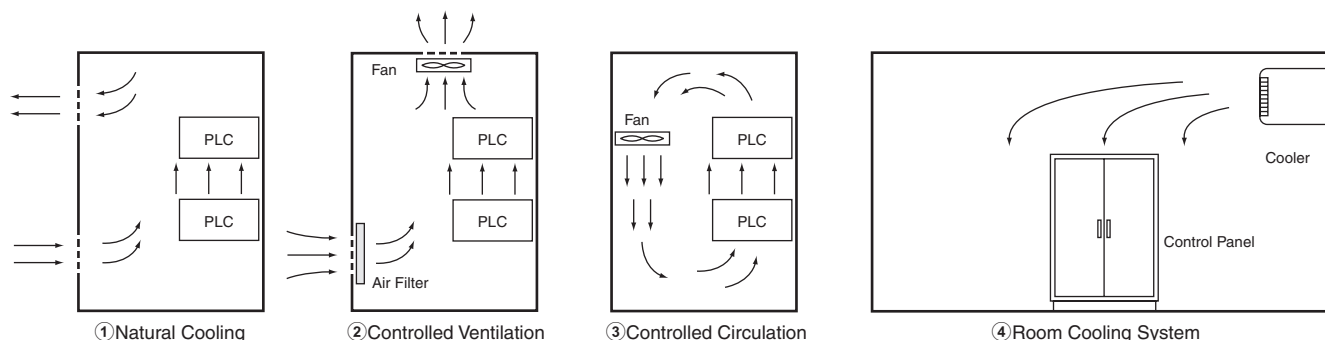 PLC
PLC
①Natural Cooling
Fan
PLC
PLC
Air Filter
②Controlled Ventilation
Fan
PLC
PLC
③Controlled Circulation
Cooler
Control Panel
④Room Cooling System